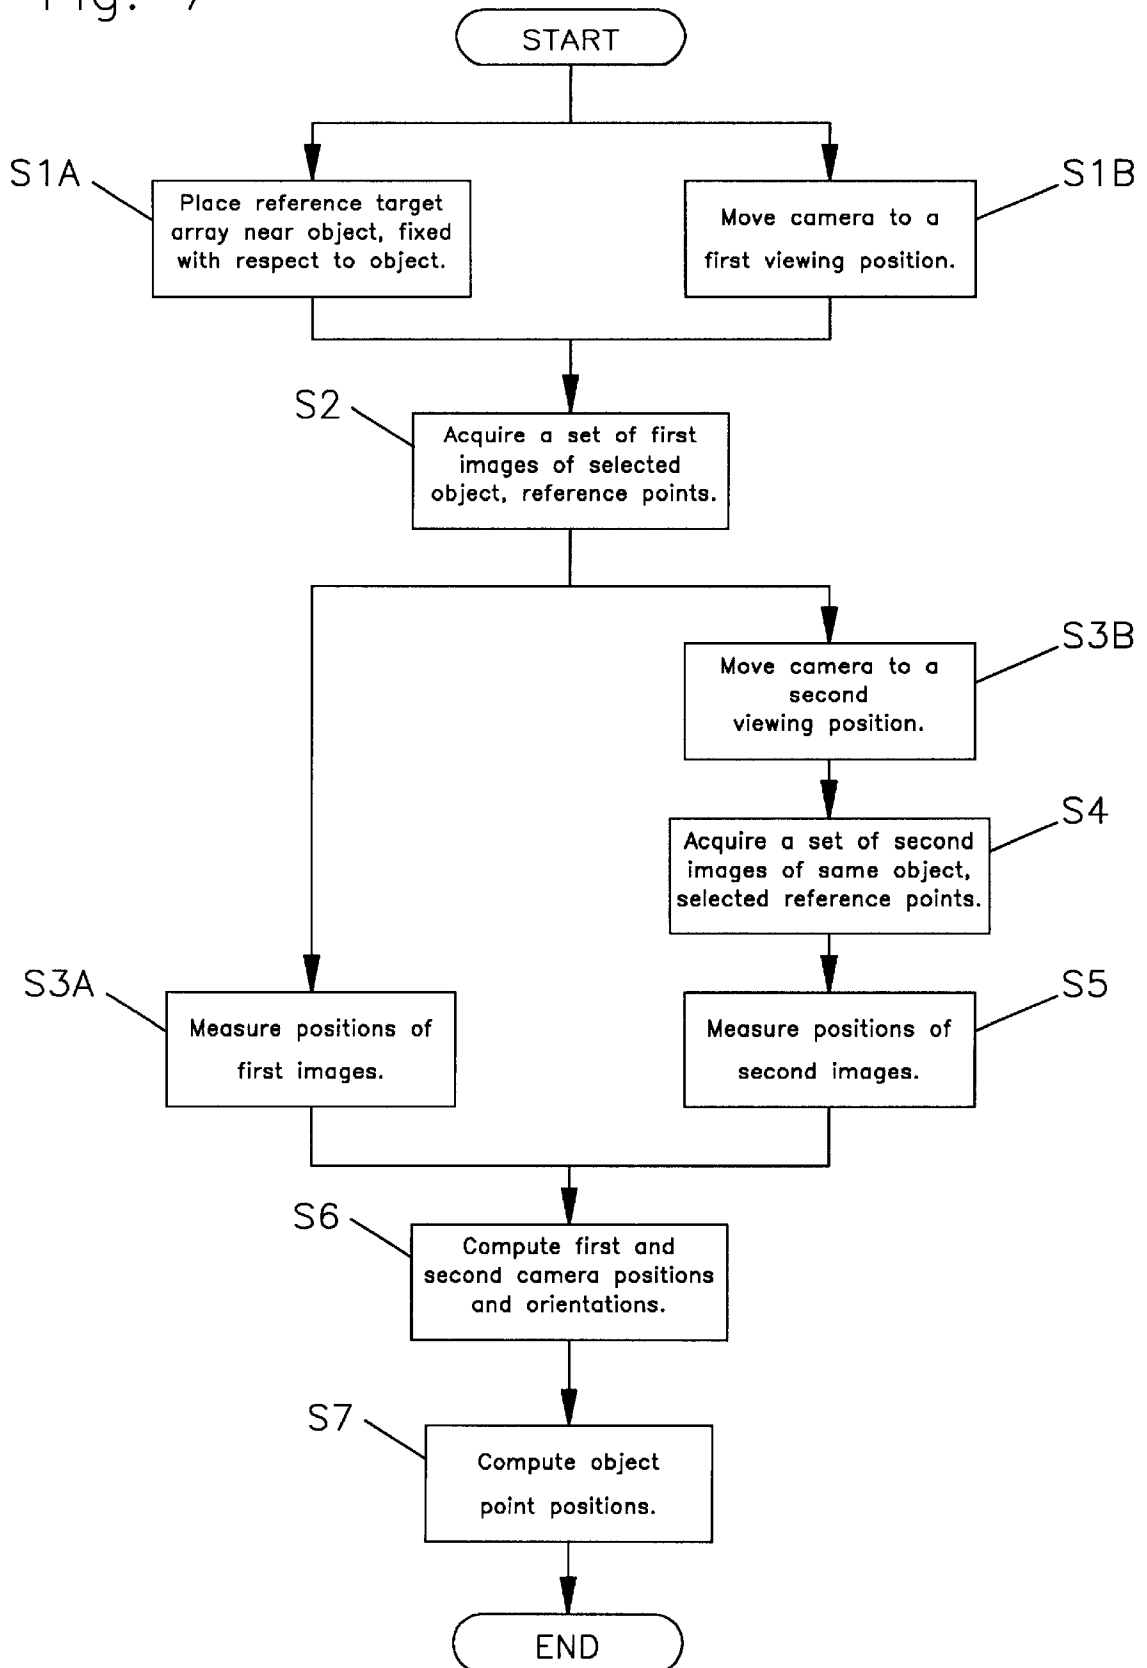 Fig. 7
START
S1A
Place reference target
array near object, fixed
with respect to object.
S1B
Move camera to a
first viewing position.
S2
Acquire a set of first
images of selected
object, reference points.
S3B
Move camera to a
second
viewing position.
S4
Acquire a set of second
images of same object,
selected reference points.
S3A
Measure positions of
first images.
S5
Measure positions of
second images.
S6
Compute first and
second camera positions
and orientations.
S7
Compute object
point positions.
END